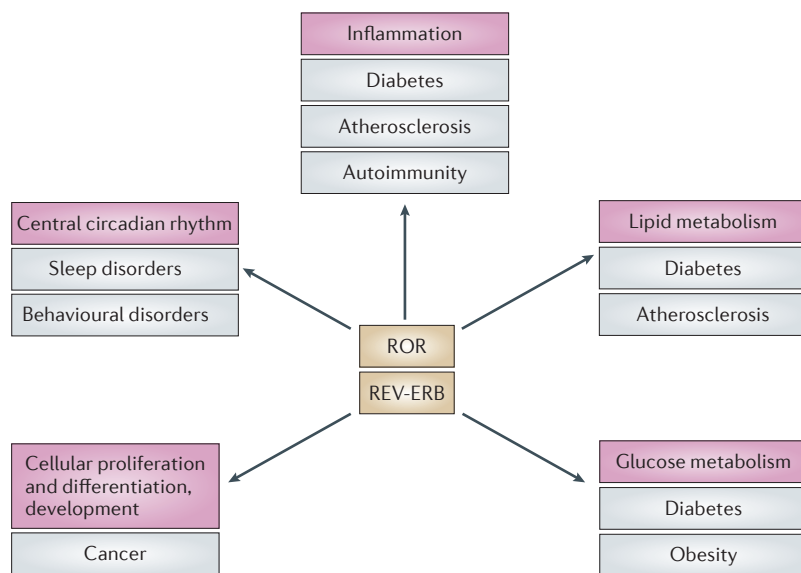 Inflammation
Diabetes
Atherosclerosis
Autoimmunity
Central circadian rhythm
Sleep disorders
Behavioural disorders
Lipid metabolism
Diabetes
Atherosclerosis
ROR
REV-ERB
Cellular proliferation
and differentiation,
development
Cancer
Glucose metabolism
Diabetes
Obesity